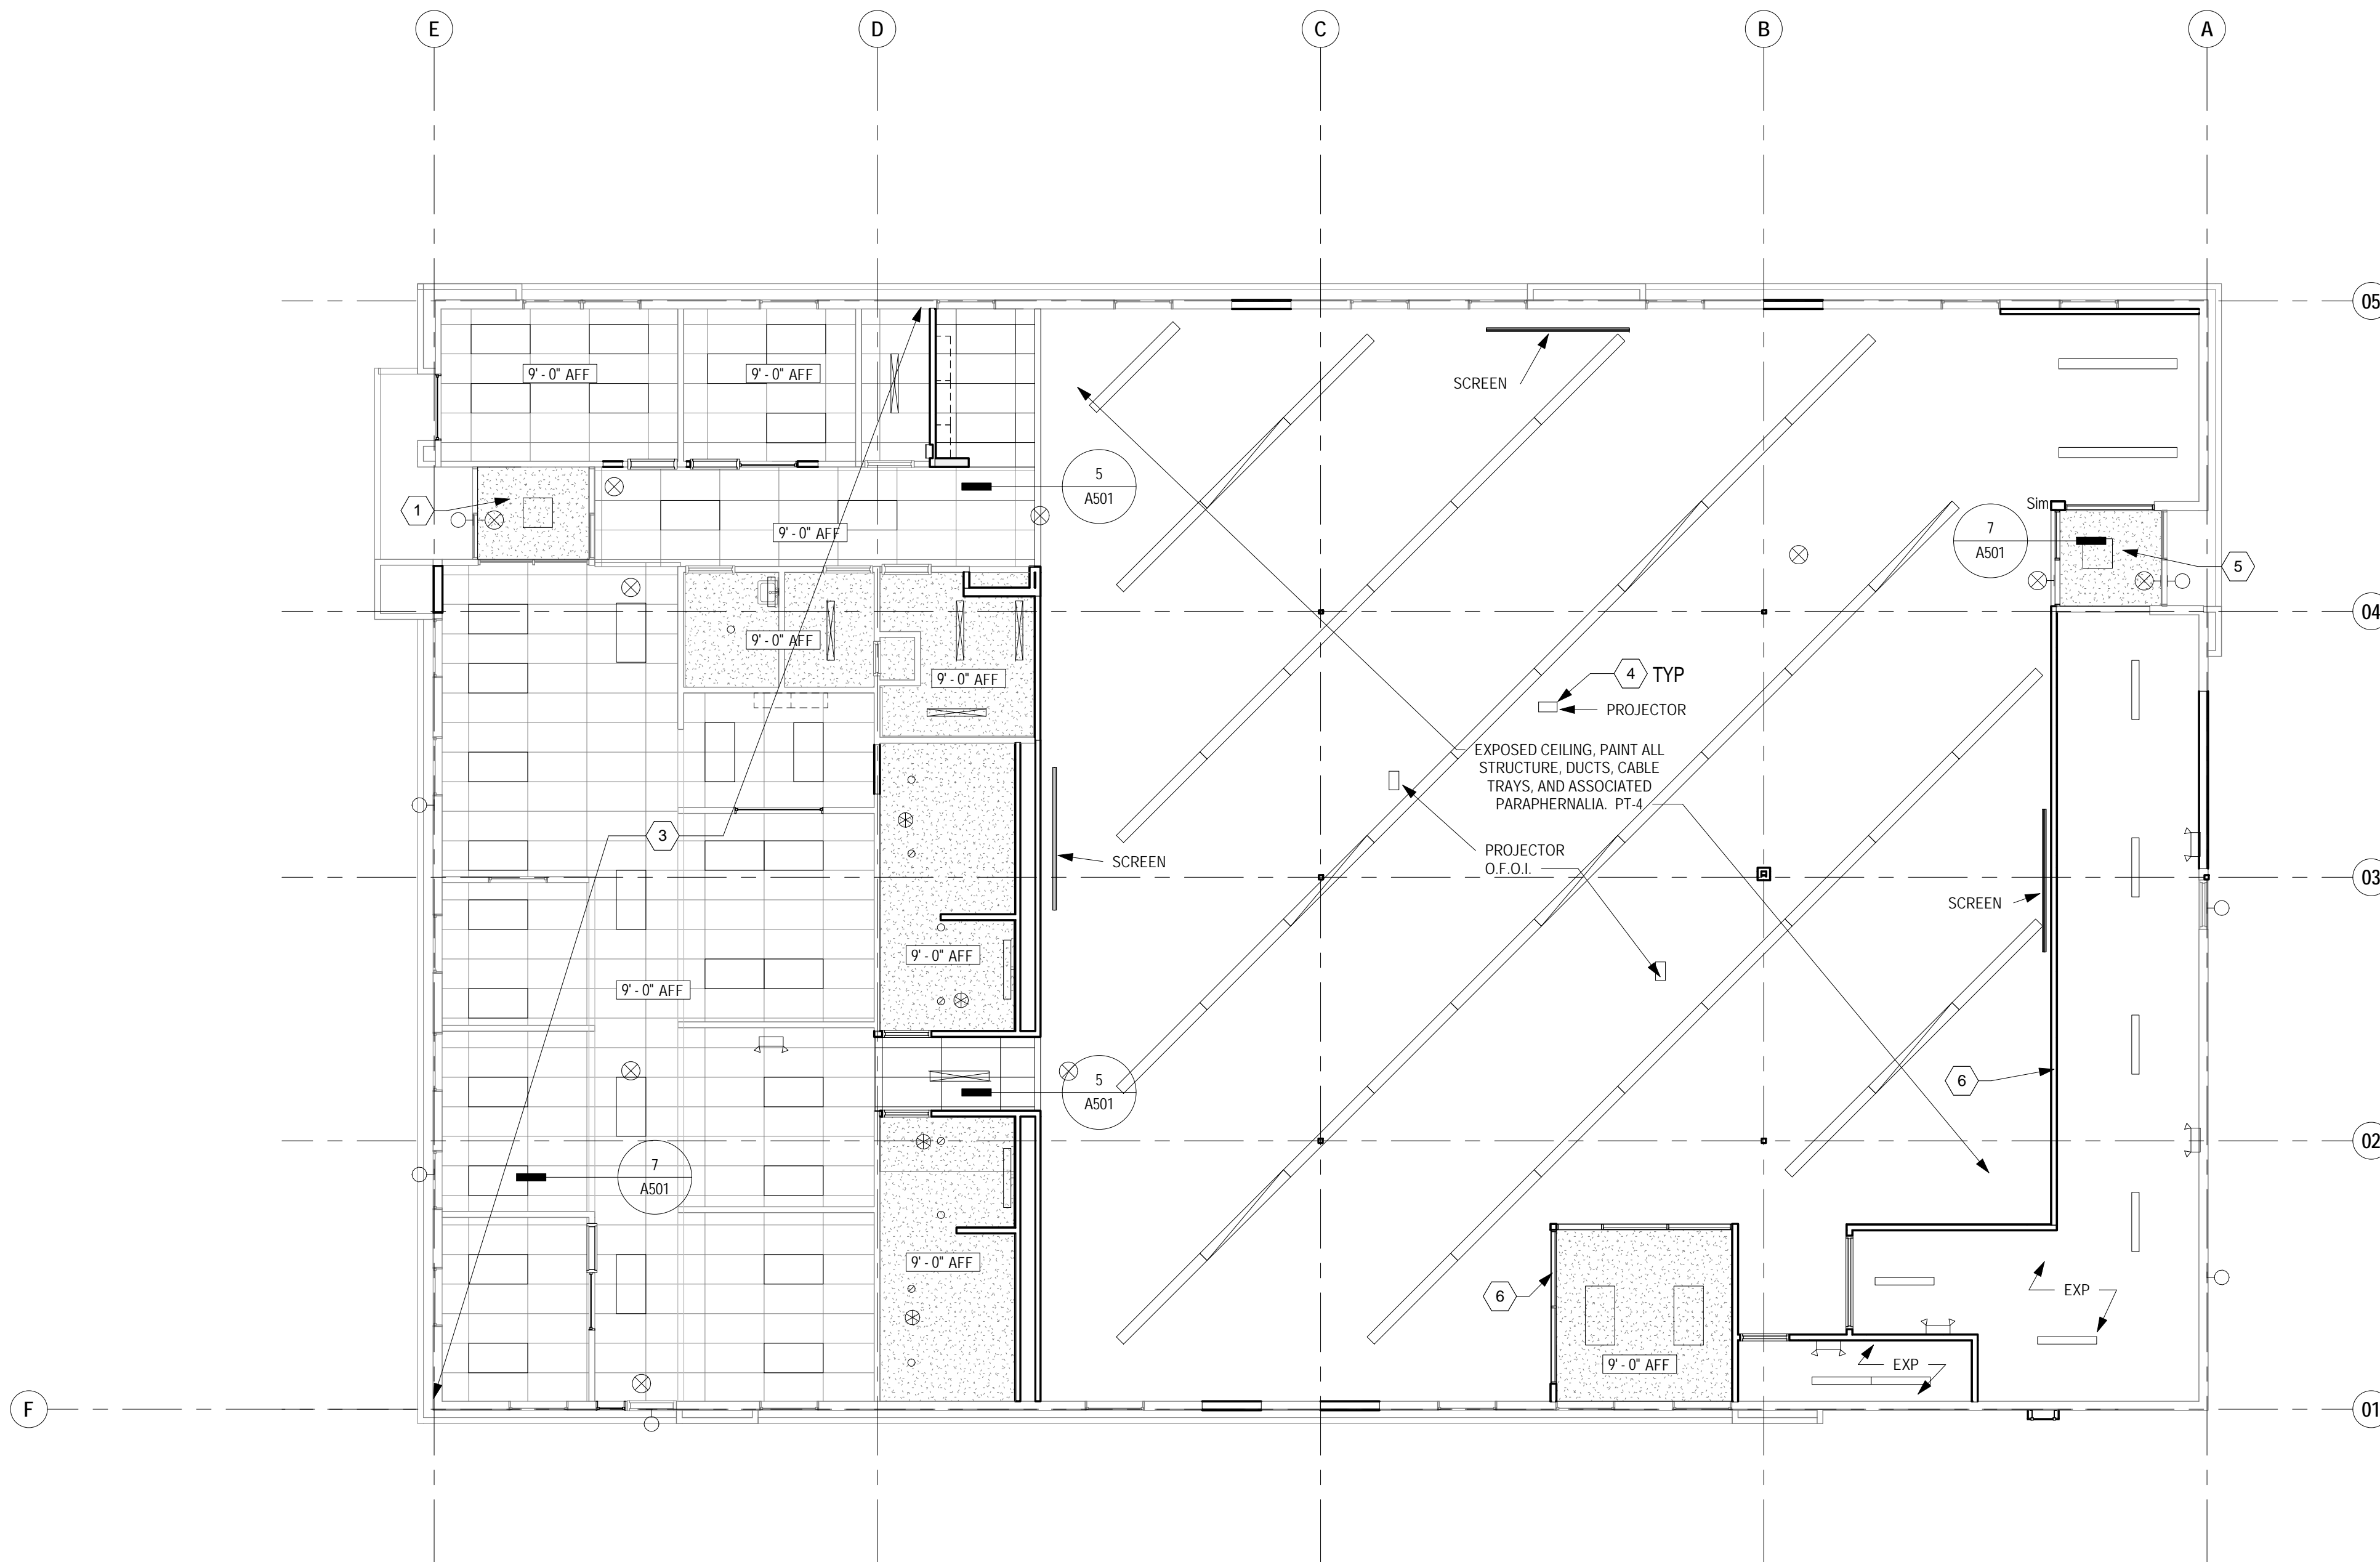 E
D
C
B
A
05
SCREEN
9' - 0" AFF
9' - 0" AFF
5
A501
1
Sim
7
A501
9' - 0" AFF
5
04
9' - 0" AFF
4
TYP
9' - 0" AFF
PROJECTOR
EXPOSED CEILING, PAINT ALL
STRUCTURE, DUCTS, CABLE
TRAYS, AND ASSOCIATED
PARAPHERNALIA. PT-4
3
PROJECTOR
O.F.O.I.
SCREEN
03
SCREEN
9' - 0" AFF
9' - 0" AFF
5
A501
6
02
7
A501
9' - 0" AFF
6
EXP
9' - 0" AFF
EXP
F
01